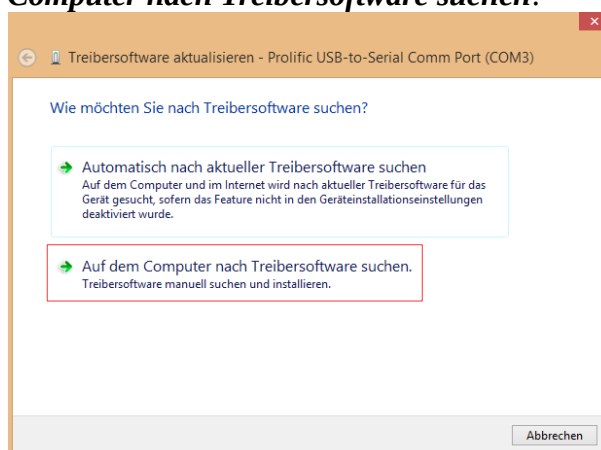 Computer nach Treibersoftware suchen.
Treibersoftware aktualisieren - Prolific USB-to-Serial Comm Port (COM3)
Wie möchten Sie nach Treibersoftware suchen?
Automatisch nach aktueller Treibersoftware suchen
Auf dem Computer und im Internet wird nach aktueller Treibersoftware für das
Gerät gesucht, sofern das Feature nicht in den Geräteinstallationseinstellungen
deaktiviert wurde.
Auf dem Computer nach Treibersoftware suchen.
Treibersoftware manuell suchen und installieren.
Abbrechen